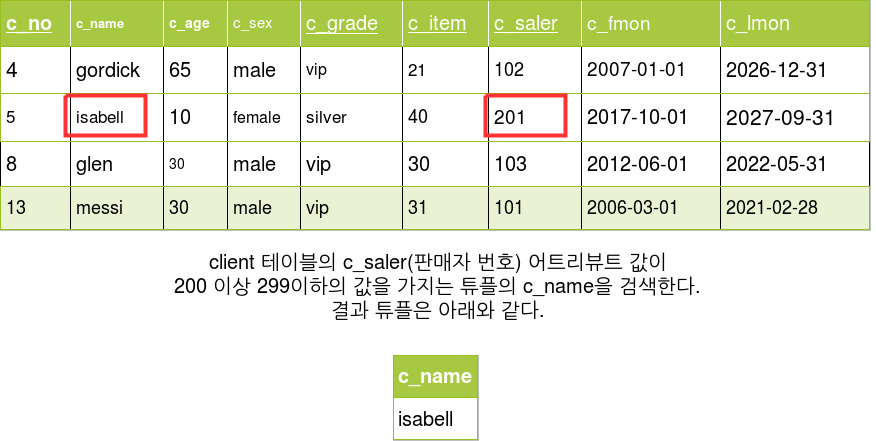 c_no c_name c_age c_sex c_grade c_item c_saler c_fmon c_lmon
4 gordick 65 male vip 21 102 2007-01-01 2026-12-31
5 isabell 10 female silver 40 201 2017-10-01 2027-09-31
8 glen 30 male vip 30 103 2012-06-01 2022-05-31
13 messi 30 male vip 31 101 2006-03-01 2021-02-28
client 테이블의 c_saler(판매자 번호) 어트리뷰트 값이
200 이상 299이하의 값을 가지는 튜플의 c_name을 검색한다.
결과 튜플은 아래와 같다.
c_name
isabell